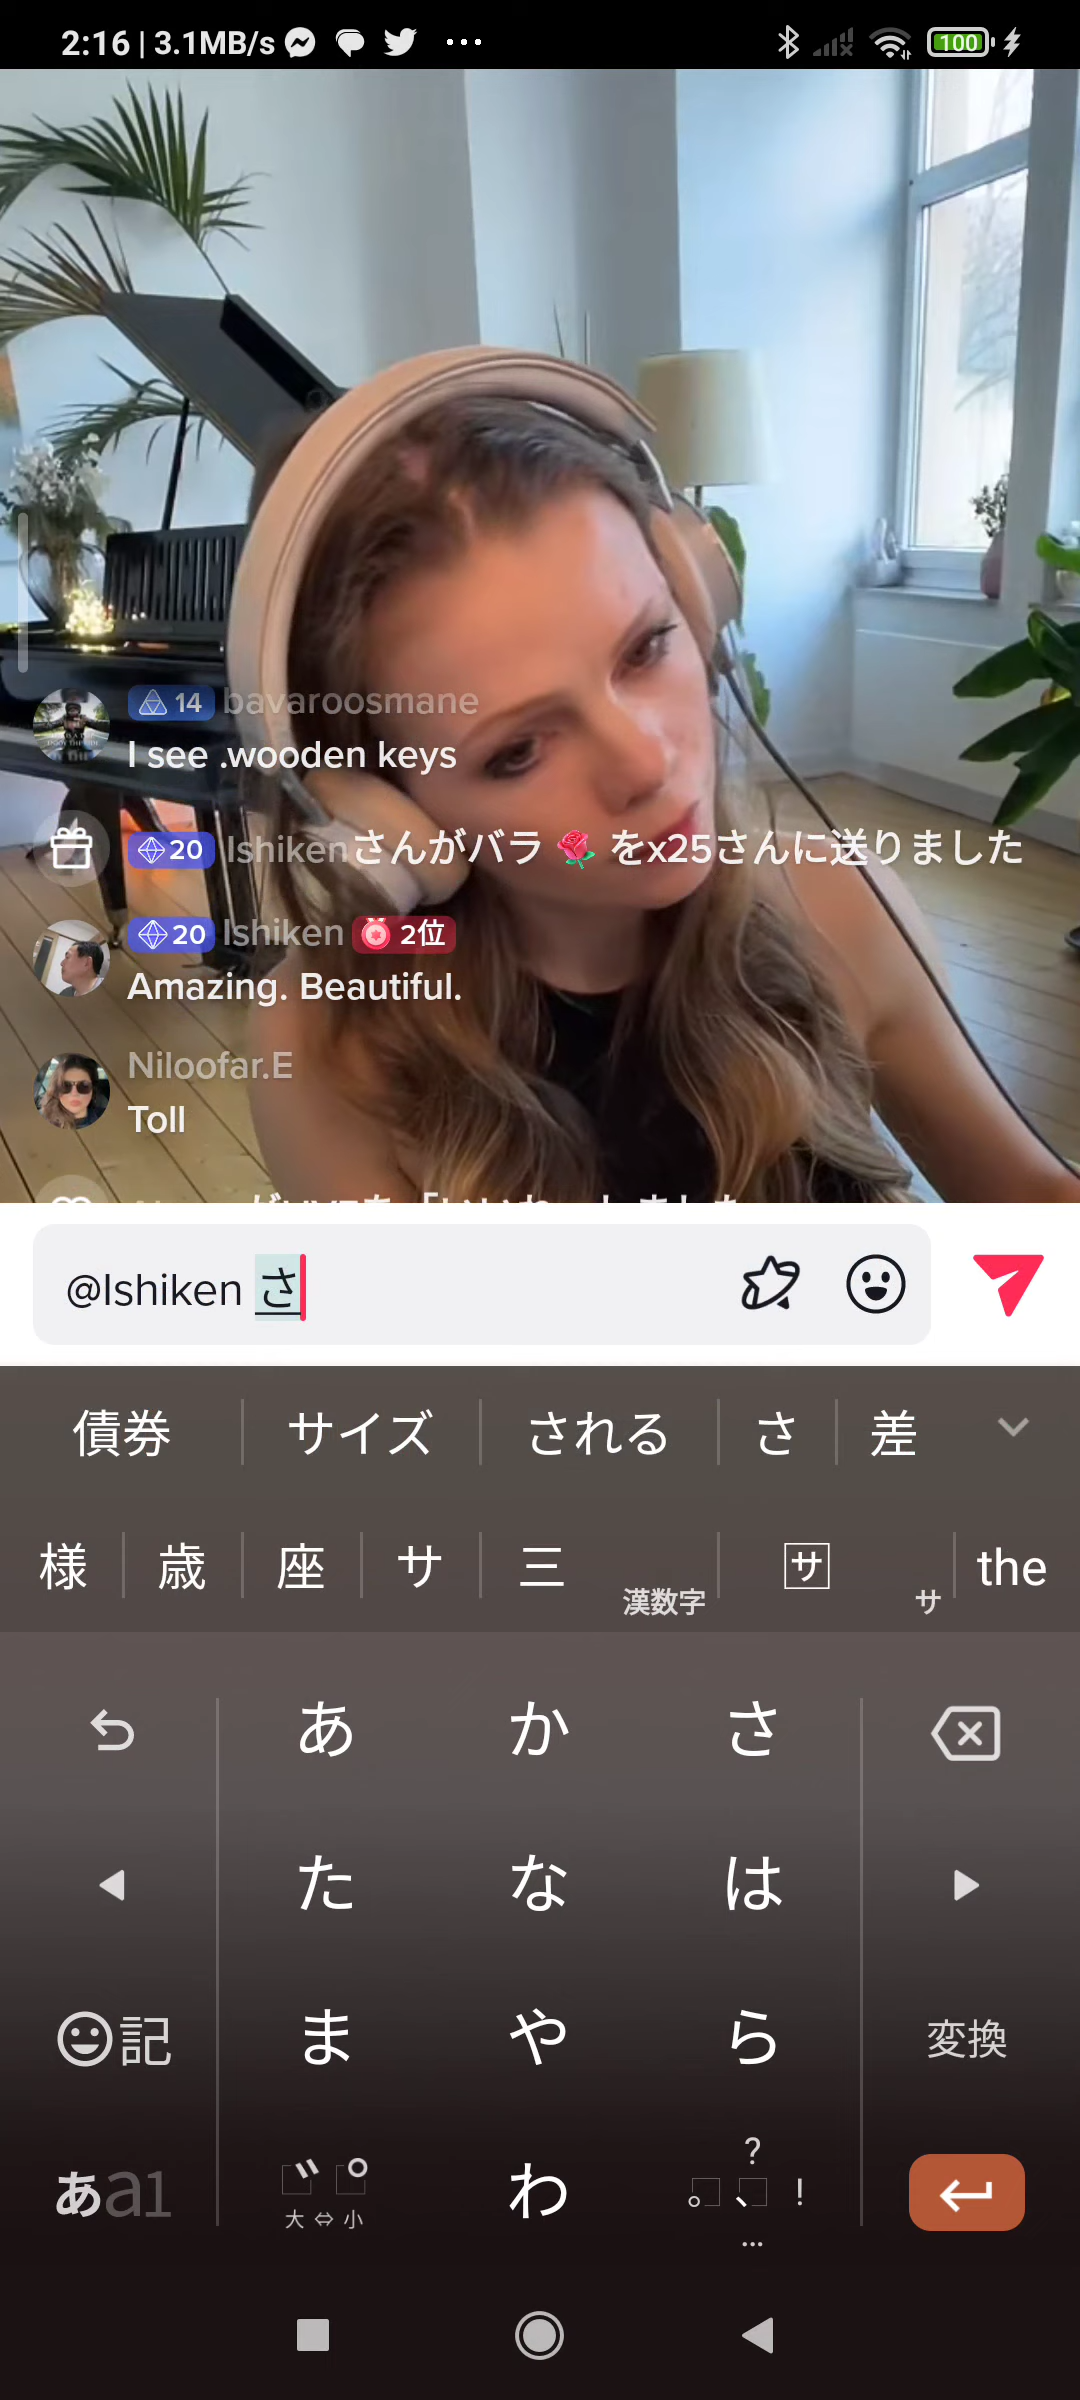 2:16 | 3.1MB/s
100
14 bavaroosmane
I see .wooden keys
20 Ishikenさんがバラ 🌹 をx25さんに送りました
20 Ishiken 2位
Amazing. Beautiful.
Niloofar.E
Toll
@Ishiken さ
債券 サイズ される さ 差
様 歳 座 サ 三 漢数字 サ サ the
あ か さ
た な は
記 ま や ら 変換
あa1 大⇔小 わ 。 、 ? ! …